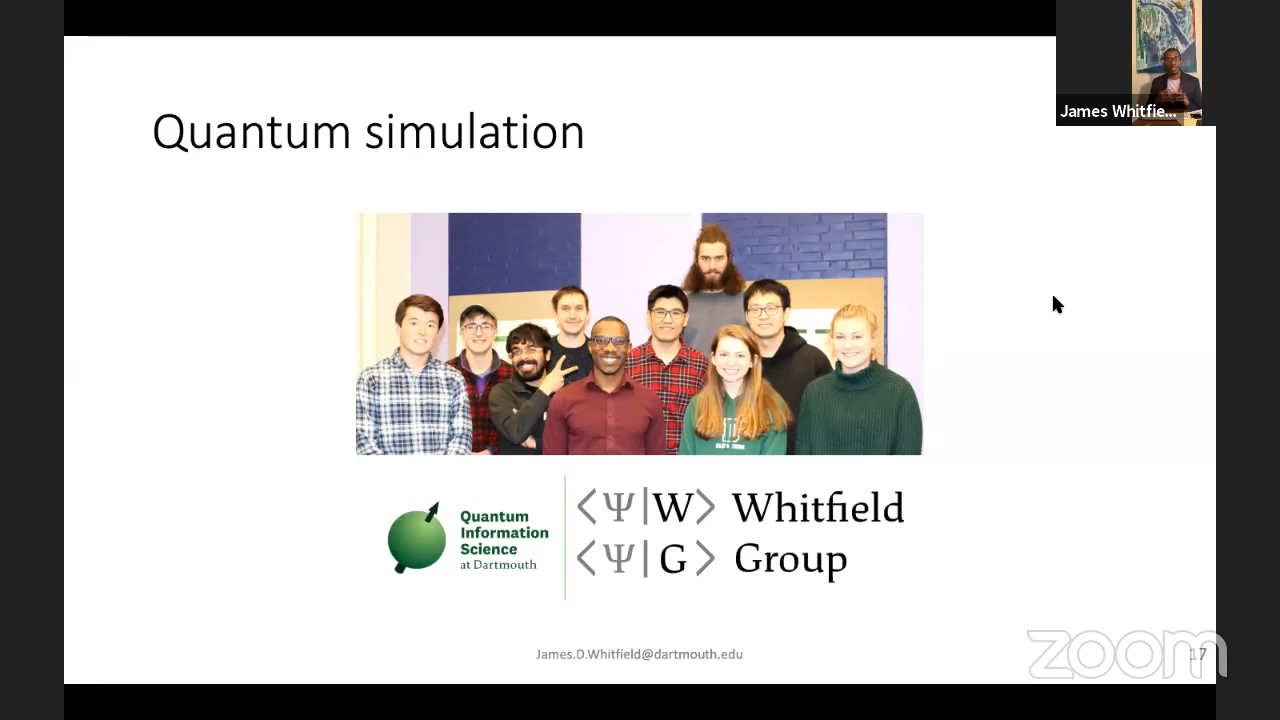 Quantum simulation
James Whitfie...
Quantum
Information
Science
at Dartmouth
<Ψ|W> Whitfield
<Ψ|G> Group
James.D.Whitfield@dartmouth.edu
zoom
17